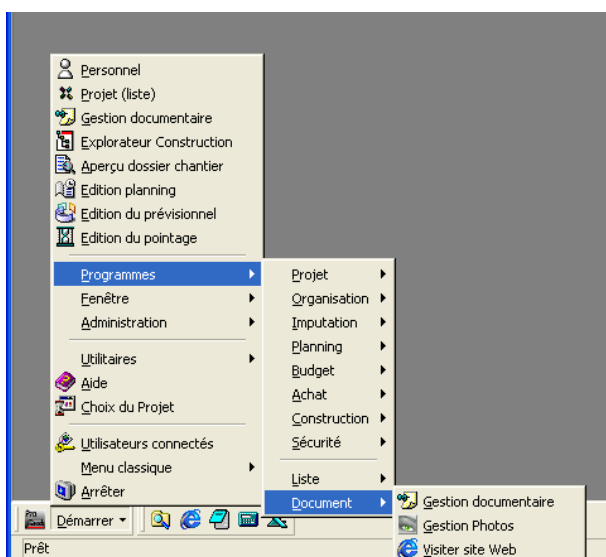 Personnel
Projet (liste)
Gestion documentaire
Explorateur Construction
Aperçu dossier chantier
Edition planning
Edition du prévisionnel
Edition du pointage
Programmes
Fenêtre
Administration
Utilitaires
Aide
Choix du Projet
Utilisateurs connectés
Menu classique
Arrêter
Projet
Organisation
Imputation
Planning
Budget
Achat
Construction
Sécurité
Liste
Document
Gestion documentaire
Gestion Photos
Visiter site Web
Démarrer
Prêt